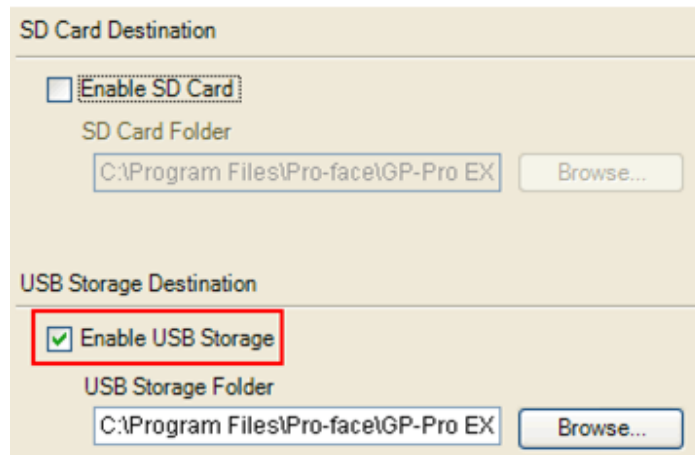 SD Card Destination
Enable SD Card
SD Card Folder
C:\Program Files\Pro-face\GP-Pro EX
Browse...
USB Storage Destination
Enable USB Storage
USB Storage Folder
C:\Program Files\Pro-face\GP-Pro EX
Browse...